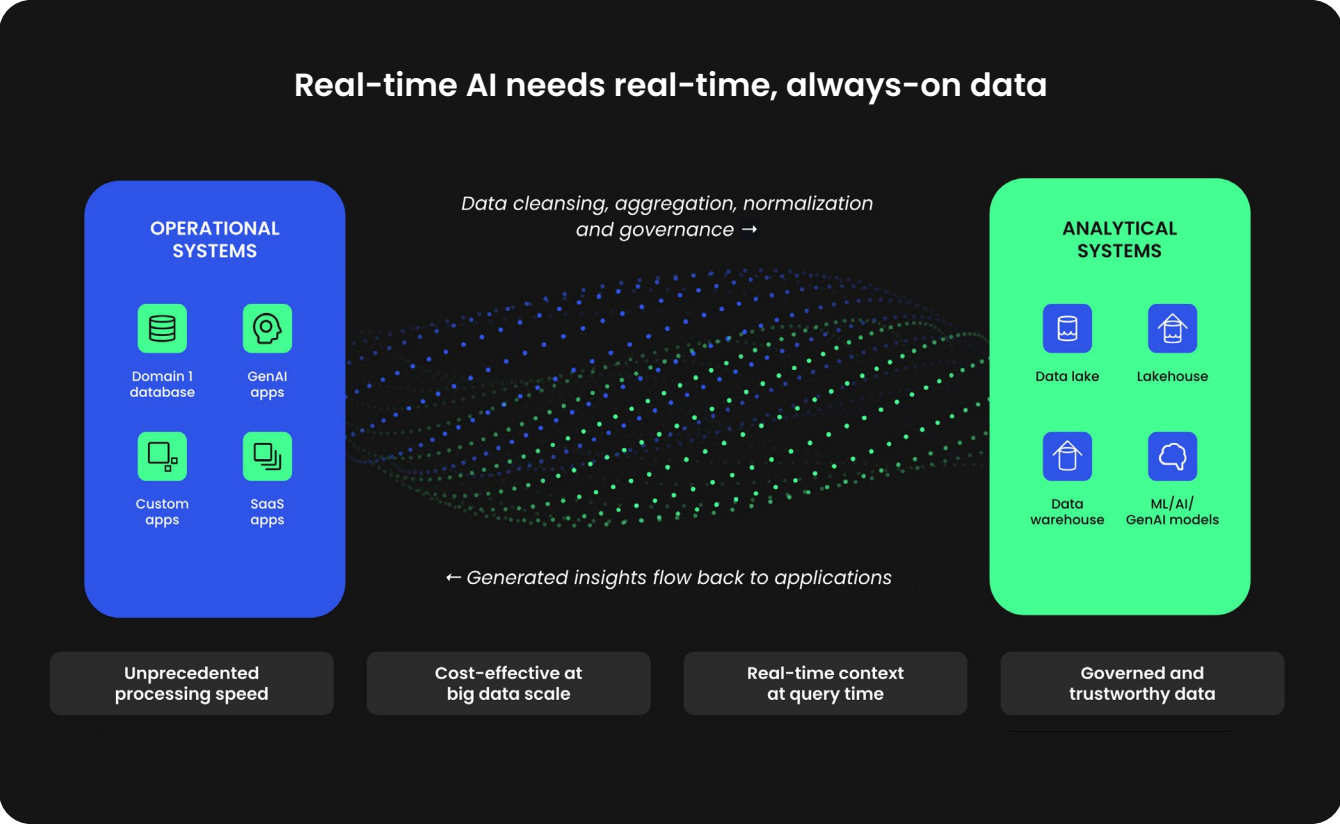 Real-time AI needs real-time, always-on data
Data cleansing, aggregation, normalization
and governance →
OPERATIONAL
SYSTEMS
Domain 1
database
GenAI
apps
Custom
apps
SaaS
apps
ANALYTICAL
SYSTEMS
Data lake
Lakehouse
Data
warehouse
ML/AI/
GenAI models
← Generated insights flow back to applications
Unprecedented
processing speed
Cost-effective at
big data scale
Real-time context
at query time
Governed and
trustworthy data